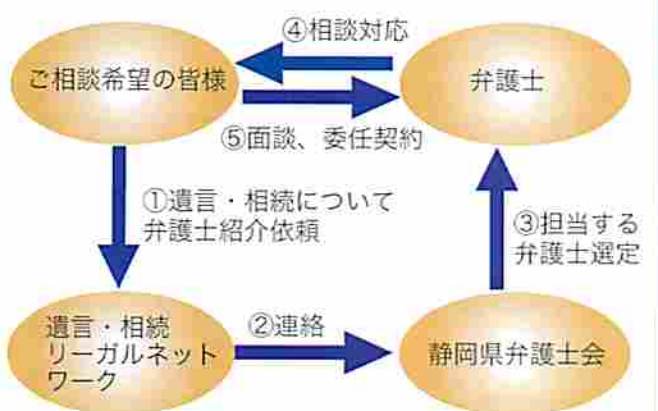 ④相談対応
ご相談希望の皆様
弁護士
⑤面談、委任契約
①遺言・相続について
弁護士紹介依頼
③担当する
弁護士選定
遺言・相続
リーガルネット
ワーク
②連絡
静岡県弁護士会